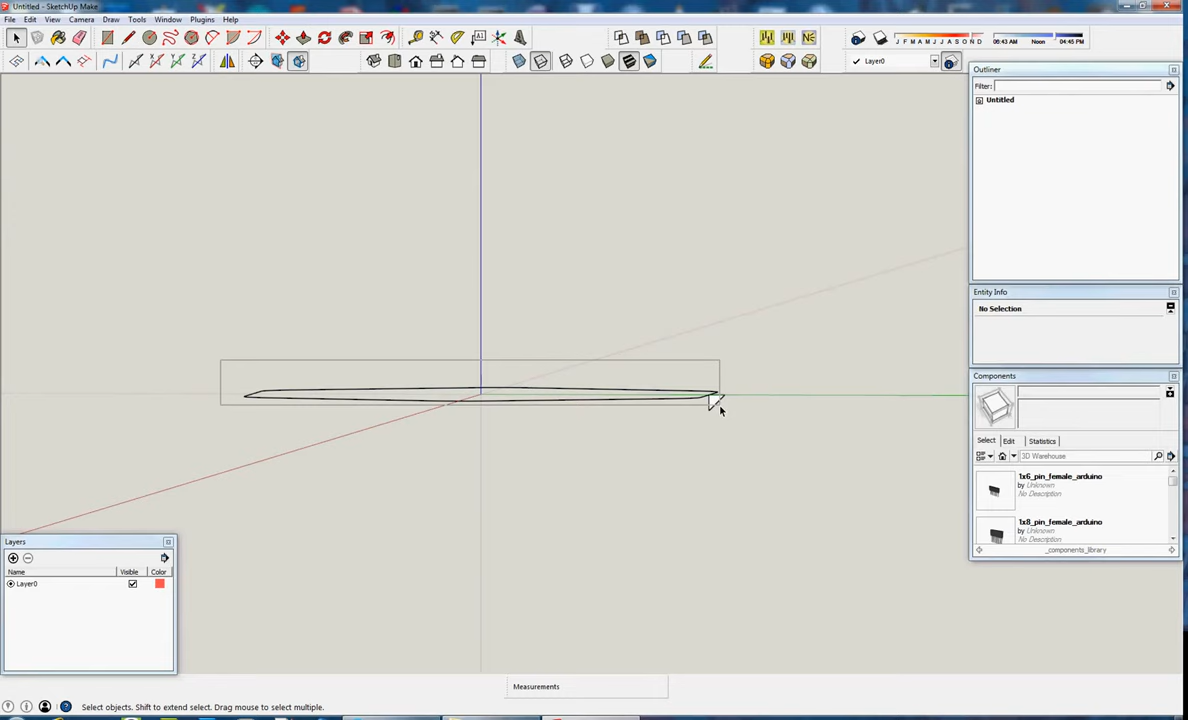 Untitled - SketchUp Make
File Edit View Camera Draw Tools Window Plugins Help
A1
J F M A M J J A S O N D 06:43 AM Noon 04:45 PM
X X Y Z Layer0
Outliner
Filter:
Untitled
Entity Info
No Selection
Components
Select Edit Statistics
3D Warehouse
1x6_pin_female_arduino
by Unknown
No Description
1x8_pin_female_arduino
by Unknown
No Description
_components_library
Layers
Name Visible Color
Layer0
Measurements
Select objects. Shift to extend select. Drag mouse to select multiple.